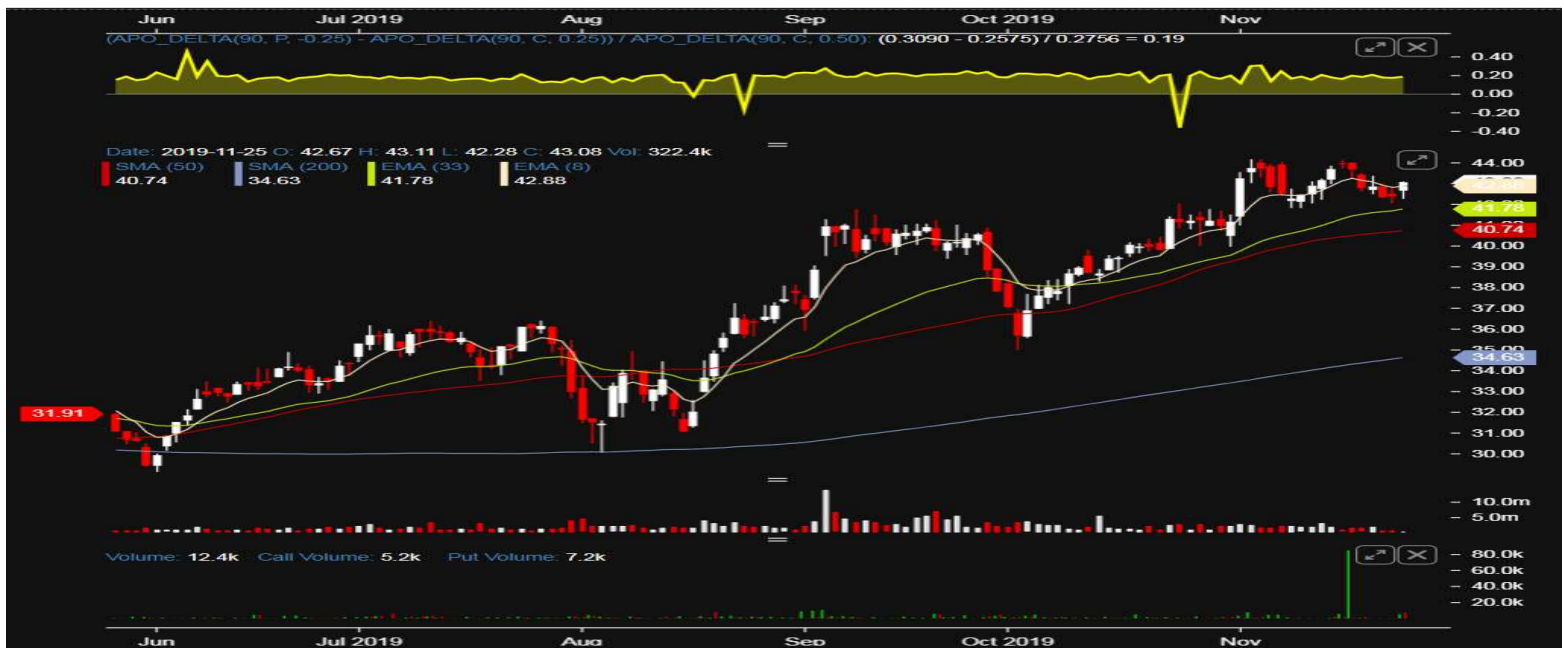 Jun Jul 2019 Aug Sep Oct 2019 Nov
(APO_DELTA(90, P, -0.25) - APO_DELTA(90, C, 0.25)) / APO_DELTA(90, C, 0.50): (0.3090 - 0.2575) / 0.2756 = 0.19
0.40
0.20
0.00
-0.20
-0.40
Date: 2019-11-25 O: 42.67 H: 43.11 L: 42.28 C: 43.08 Vol: 322.4k
SMA (50) SMA (200) EMA (33) EMA (8)
40.74 34.63 41.78 42.88
44.00
42.88
41.78
40.74
40.00
39.00
38.00
37.00
36.00
35.00
34.63
34.00
33.00
31.91
32.00
31.00
30.00
10.0m
5.0m
Volume: 12.4k Call Volume: 5.2k Put Volume: 7.2k
80.0k
60.0k
40.0k
20.0k
Jun Jul 2019 Aug Sep Oct 2019 Nov